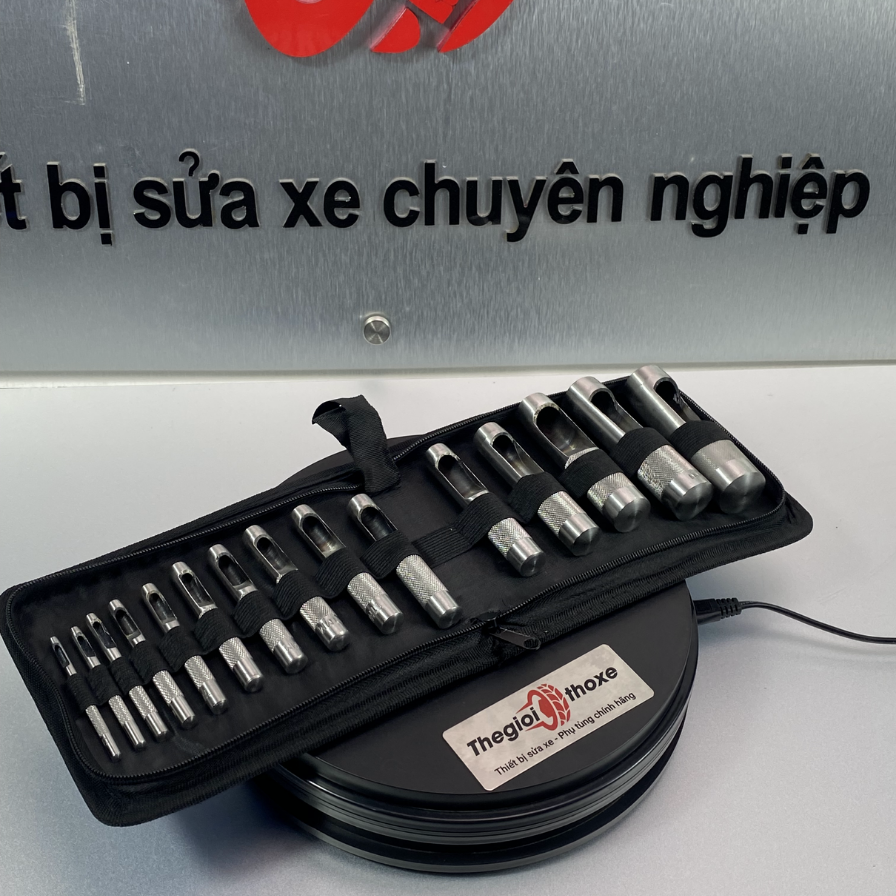 t bị sửa xe chuyên nghiệp
Thegioi thoxe
Thiết bị sửa xe - Phụ tùng chính hãng